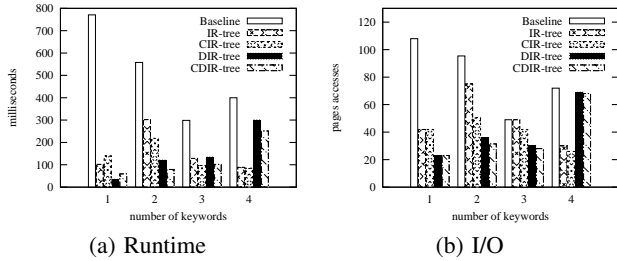 800
700
600
500
400
300
200
100
0
milliseconds
Baseline
IR-tree
CIR-tree
DIR-tree
CDIR-tree
1 2 3 4
number of keywords
(a) Runtime
120
100
80
60
40
20
0
pages accesses
Baseline
IR-tree
CIR-tree
DIR-tree
CDIR-tree
1 2 3 4
number of keywords
(b) I/O